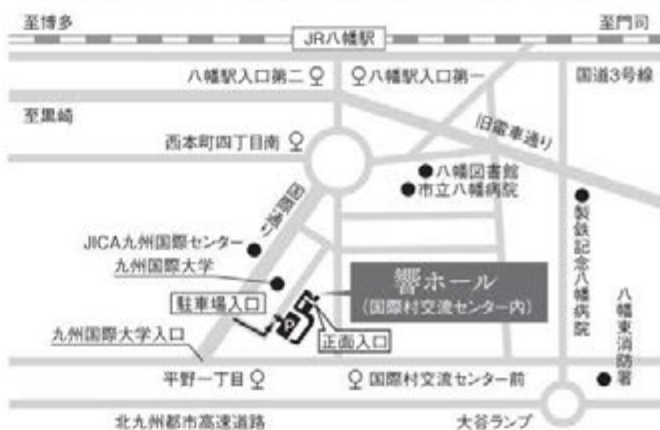 至博多
至門司
JR八幡駅
八幡駅入口第二
八幡駅入口第一
国道3号線
至黒崎
旧電車通り
西本町四丁目南
八幡図書館
市立八幡病院
国際通り
製鉄記念八幡病院
JICA九州国際センター
九州国際大学
響ホール
(国際村交流センター内)
駐車場入口
P
正面入口
八幡東消防署
九州国際大学入口
平野一丁目
国際村交流センター前
北九州都市高速道路
大谷ランプ